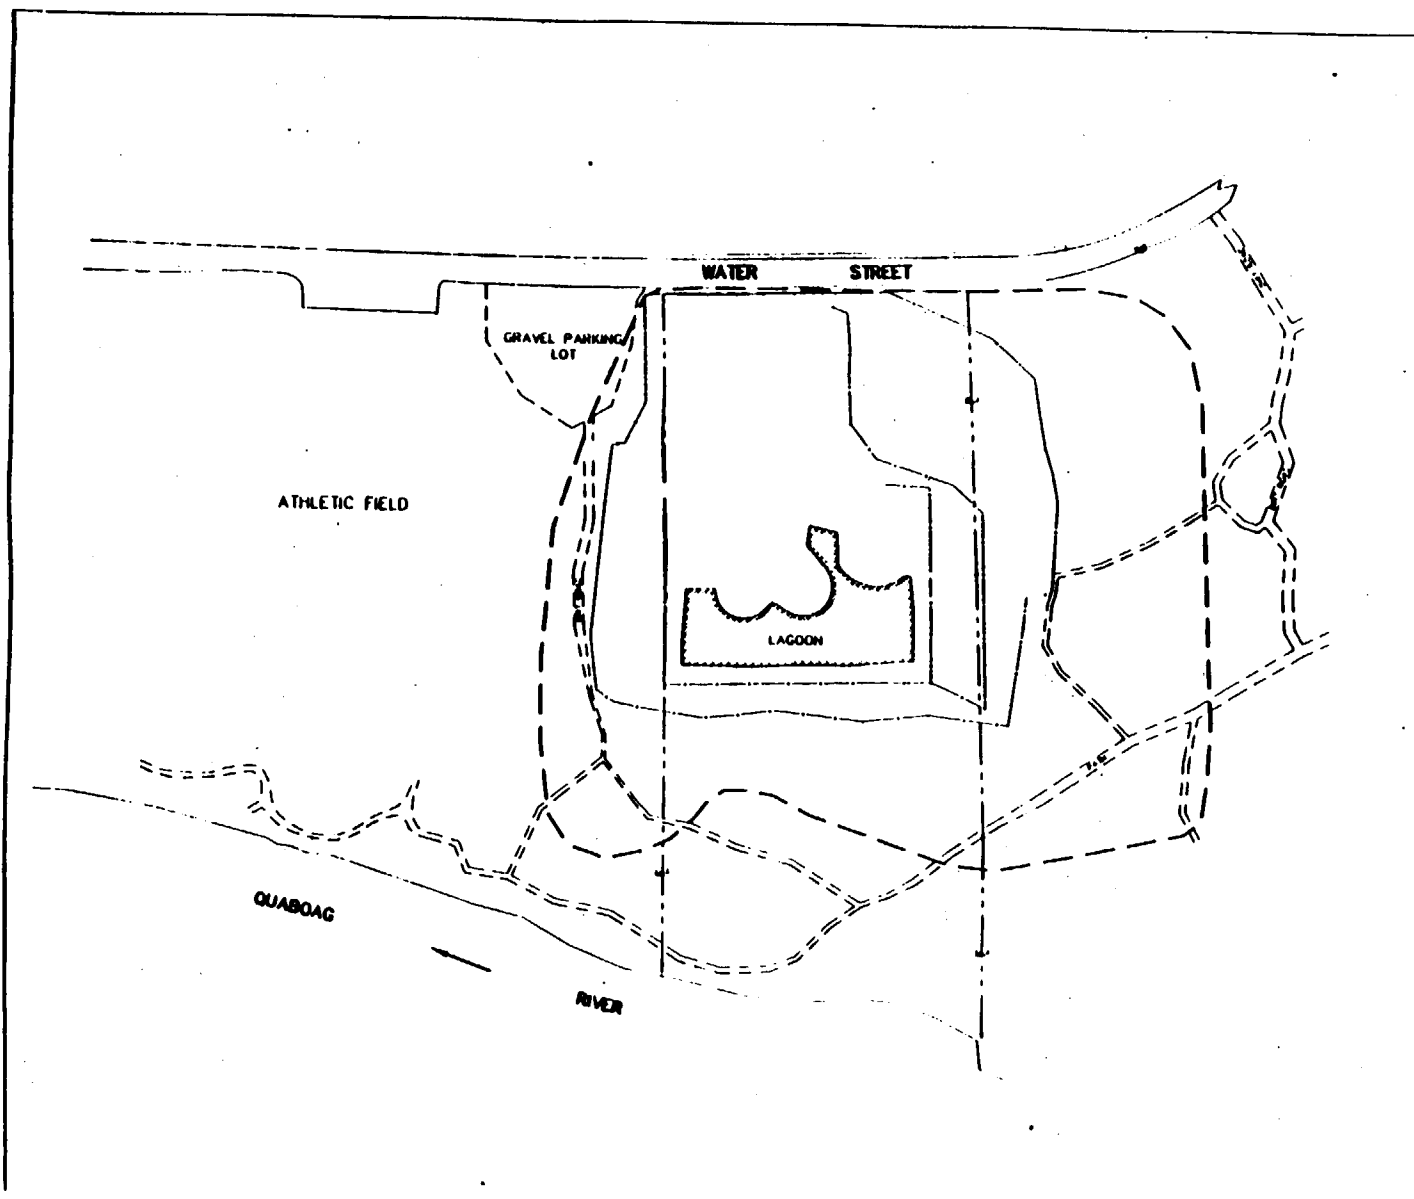 WATER STREET
GRAVEL PARKING
LOT
ATHLETIC FIELD
LAGOON
QUABOAG
RIVER